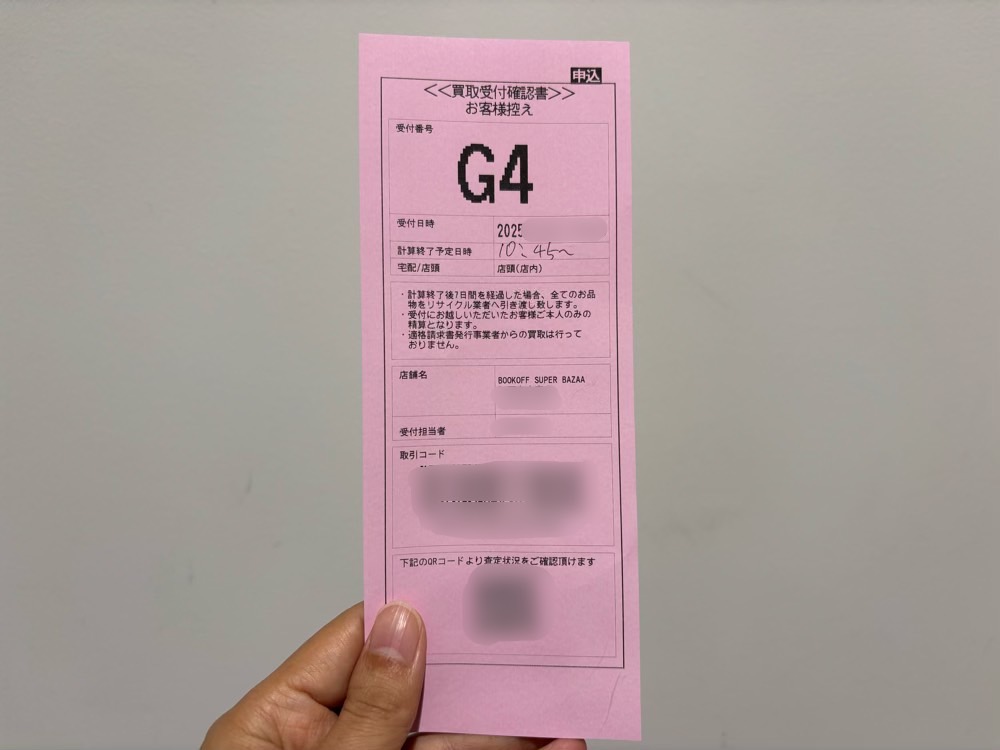 申込
<<買取受付確認書>>
お客様控え
受付番号
G4
受付日時 2025
計算終了予定日時 10:45~
宅配/店頭 店頭(店内)
・計算終了後7日間を経過した場合、全てのお品
物をリサイクル業者へ引き渡し致します。
・受付にお越しいただいたお客様ご本人のみの
精算となります。
・適格請求書発行事業者からの買取は行って
おりません。
店舗名 BOOKOFF SUPER BAZAA
受付担当者
取引コード
下記のQRコードより査定状況をご確認頂けます